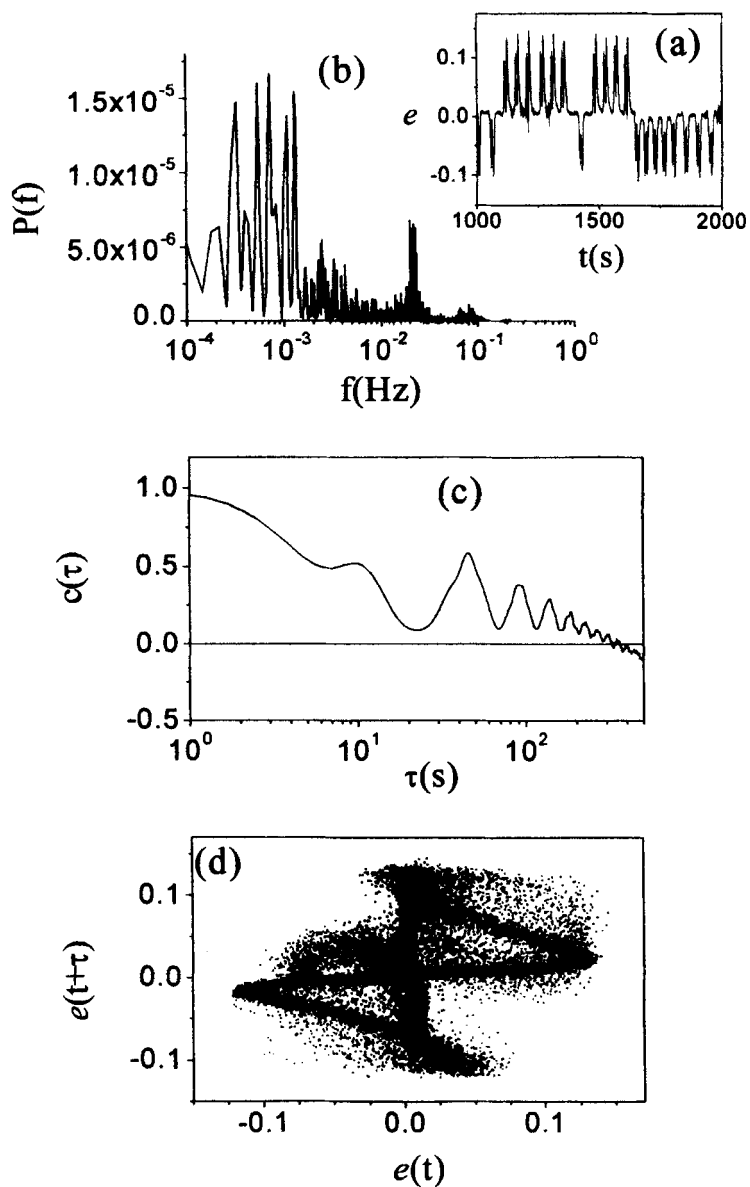 (a)
0.1
0.0
-0.1
e
1000 1500 2000
t(s)
(b)
1.5x10⁻⁵
1.0x10⁻⁵
5.0x10⁻⁶
0.0
P(f)
10⁻⁴ 10⁻³ 10⁻² 10⁻¹ 10⁰
f(Hz)
(c)
1.0
0.5
0.0
-0.5
c(τ)
10⁰ 10¹ 10²
τ(s)
(d)
0.1
0.0
-0.1
e(t+τ)
-0.1 0.0 0.1
e(t)